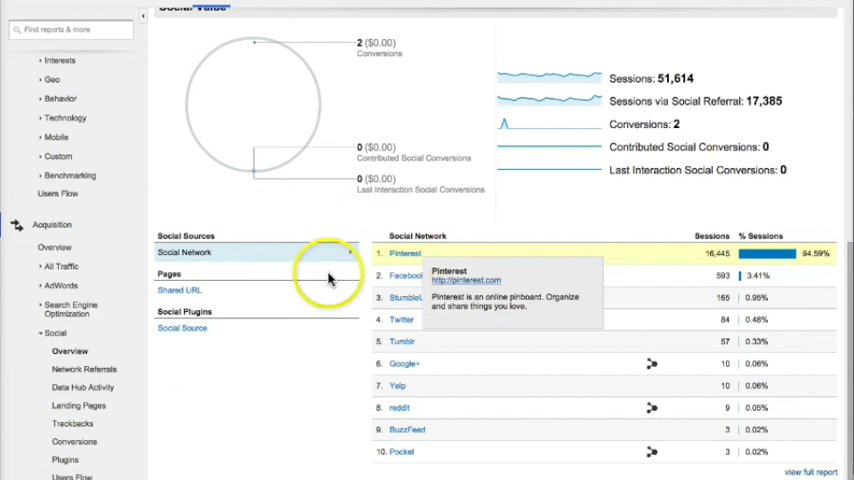 Social Value
Find reports & more
Interests
Geo
Behavior
Technology
Mobile
Custom
Benchmarking
Users Flow
Acquisition
Overview
All Traffic
AdWords
Search Engine
Optimization
Social
Overview
Network Referrals
Data Hub Activity
Landing Pages
Trackbacks
Conversions
Plugins
Users Flow
2 ($0.00)
Conversions
0 ($0.00)
Contributed Social Conversions
0 ($0.00)
Last Interaction Social Conversions
Sessions: 51,614
Sessions via Social Referral: 17,385
Conversions: 2
Contributed Social Conversions: 0
Last Interaction Social Conversions: 0
Social Sources
Social Network
Pages
Shared URL
Social Plugins
Social Source
Social Network Sessions % Sessions
1. Pinterest 16,445 94.59%
2. Faceboo 593 3.41%
3. StumbleU 165 0.95%
4. Twitter 84 0.48%
5. Tumblr 57 0.33%
6. Google+ 10 0.06%
7. Yelp 10 0.06%
8. reddit 9 0.05%
9. BuzzFeed 3 0.02%
10. Pocket 3 0.02%
Pinterest
http://pinterest.com
Pinterest is an online pinboard. Organize
and share things you love.
view full report